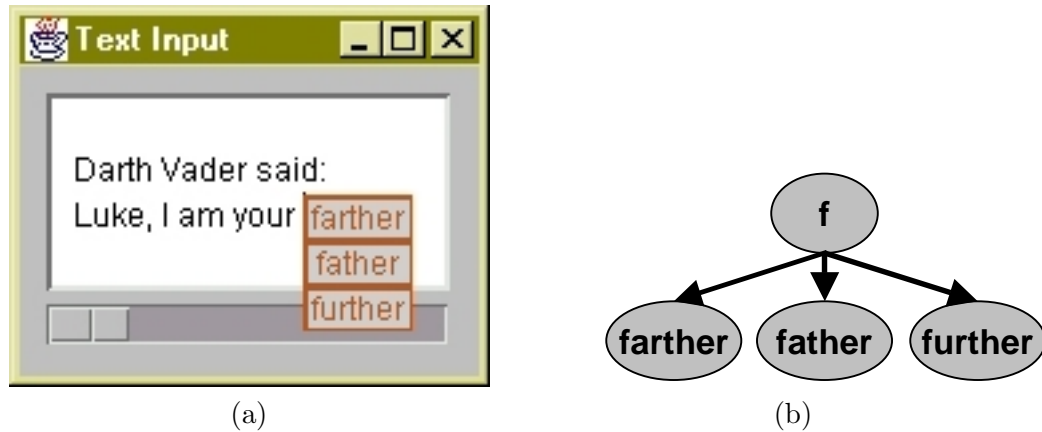 Text Input
Darth Vader said:
Luke, I am your farther
father
further
(a)
f
farther father further
(b)